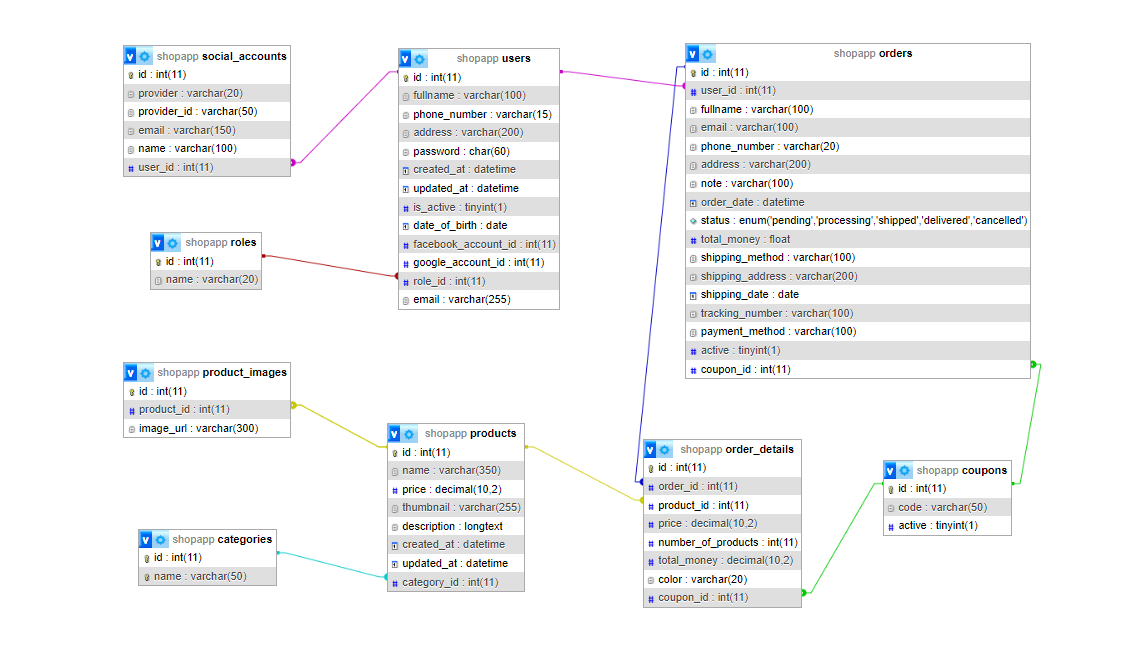 shopapp social_accounts
id : int(11)
provider : varchar(20)
provider_id : varchar(50)
email : varchar(150)
name : varchar(100)
user_id : int(11)
shopapp users
id : int(11)
fullname : varchar(100)
phone_number : varchar(15)
address : varchar(200)
password : char(60)
created_at : datetime
updated_at : datetime
is_active : tinyint(1)
date_of_birth : date
facebook_account_id : int(11)
google_account_id : int(11)
role_id : int(11)
email : varchar(255)
shopapp orders
id : int(11)
user_id : int(11)
fullname : varchar(100)
email : varchar(100)
phone_number : varchar(20)
address : varchar(200)
note : varchar(100)
order_date : datetime
status : enum('pending','processing','shipped','delivered','cancelled')
total_money : float
shipping_method : varchar(100)
shipping_address : varchar(200)
shipping_date : date
tracking_number : varchar(100)
payment_method : varchar(100)
active : tinyint(1)
coupon_id : int(11)
shopapp roles
id : int(11)
name : varchar(20)
shopapp product_images
id : int(11)
product_id : int(11)
image_url : varchar(300)
shopapp products
id : int(11)
name : varchar(350)
price : decimal(10,2)
thumbnail : varchar(255)
description : longtext
created_at : datetime
updated_at : datetime
category_id : int(11)
shopapp order_details
id : int(11)
order_id : int(11)
product_id : int(11)
price : decimal(10,2)
number_of_products : int(11)
total_money : decimal(10,2)
color : varchar(20)
coupon_id : int(11)
shopapp coupons
id : int(11)
code : varchar(50)
active : tinyint(1)
shopapp categories
id : int(11)
name : varchar(50)